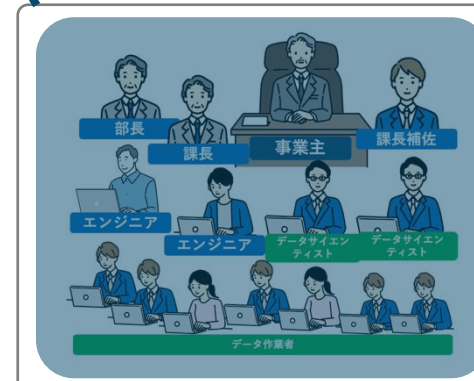 部長
課長
事業主
課長補佐
エンジニア
エンジニア
データサイエン
ティスト
データサイエン
ティスト
データ作業者